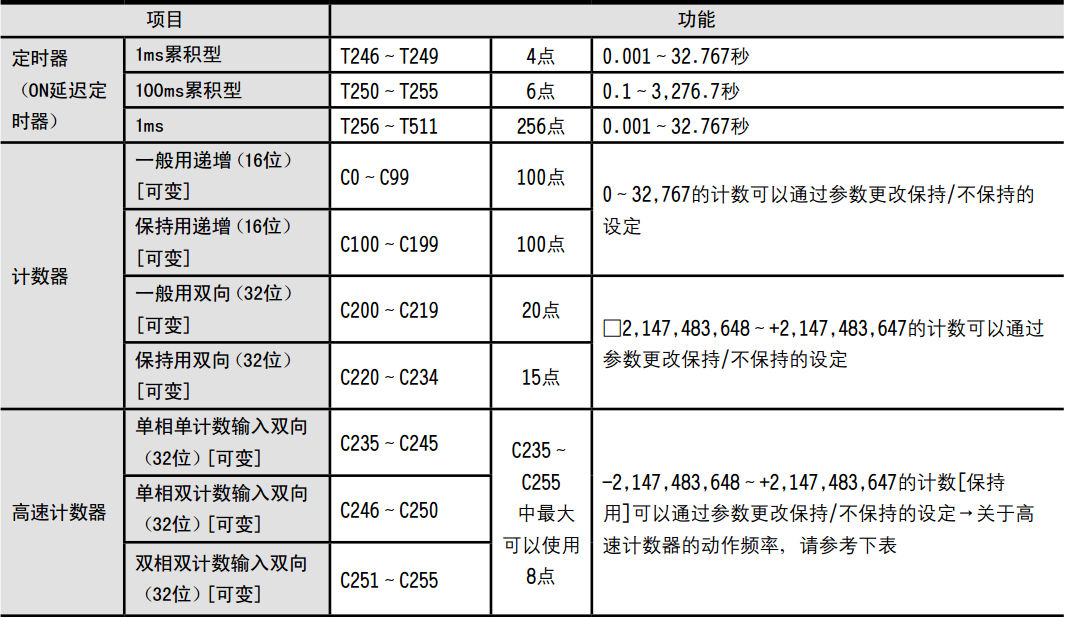 项目 功能
定时器
（ON延迟定
时器）
1ms累积型 T246～T249 4点 0.001～32.767秒
100ms累积型 T250～T255 6点 0.1～3,276.7秒
1ms T256～T511 256点 0.001～32.767秒
计数器
一般用递增(16位)
[可变]
C0～C99 100点
0～32,767的计数可以通过参数更改保持/不保持的
设定
保持用递增(16位)
[可变]
C100～C199 100点
一般用双向(32位)
[可变]
C200～C219 20点
□2,147,483,648～+2,147,483,647的计数可以通过
参数更改保持/不保持的设定
保持用双向(32位)
[可变]
C220～C234 15点
高速计数器
单相单计数输入双向
(32位)[可变]
C235～C245
C235～
C255
中最大
可以使用
8点
−2,147,483,648～+2,147,483,647的计数[保持
用]可以通过参数更改保持/不保持的设定→关于高
速计数器的动作频率，请参考下表
单相双计数输入双向
(32位)[可变]
C246～C250
双相双计数输入双向
(32位)[可变]
C251～C255